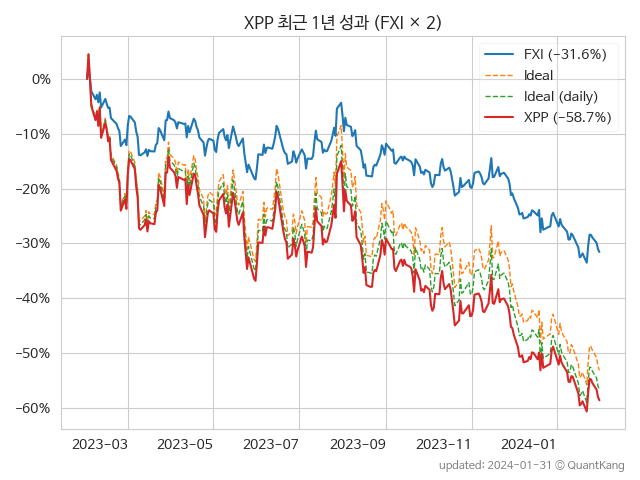 XPP 최근 1년 성과 (FXI × 2)
FXI (−31.6%)
Ideal
Ideal (daily)
XPP (−58.7%)
0%
−10%
−20%
−30%
−40%
−50%
−60%
2023-03 2023-05 2023-07 2023-09 2023-11 2024-01
updated: 2024-01-31 © QuantKang